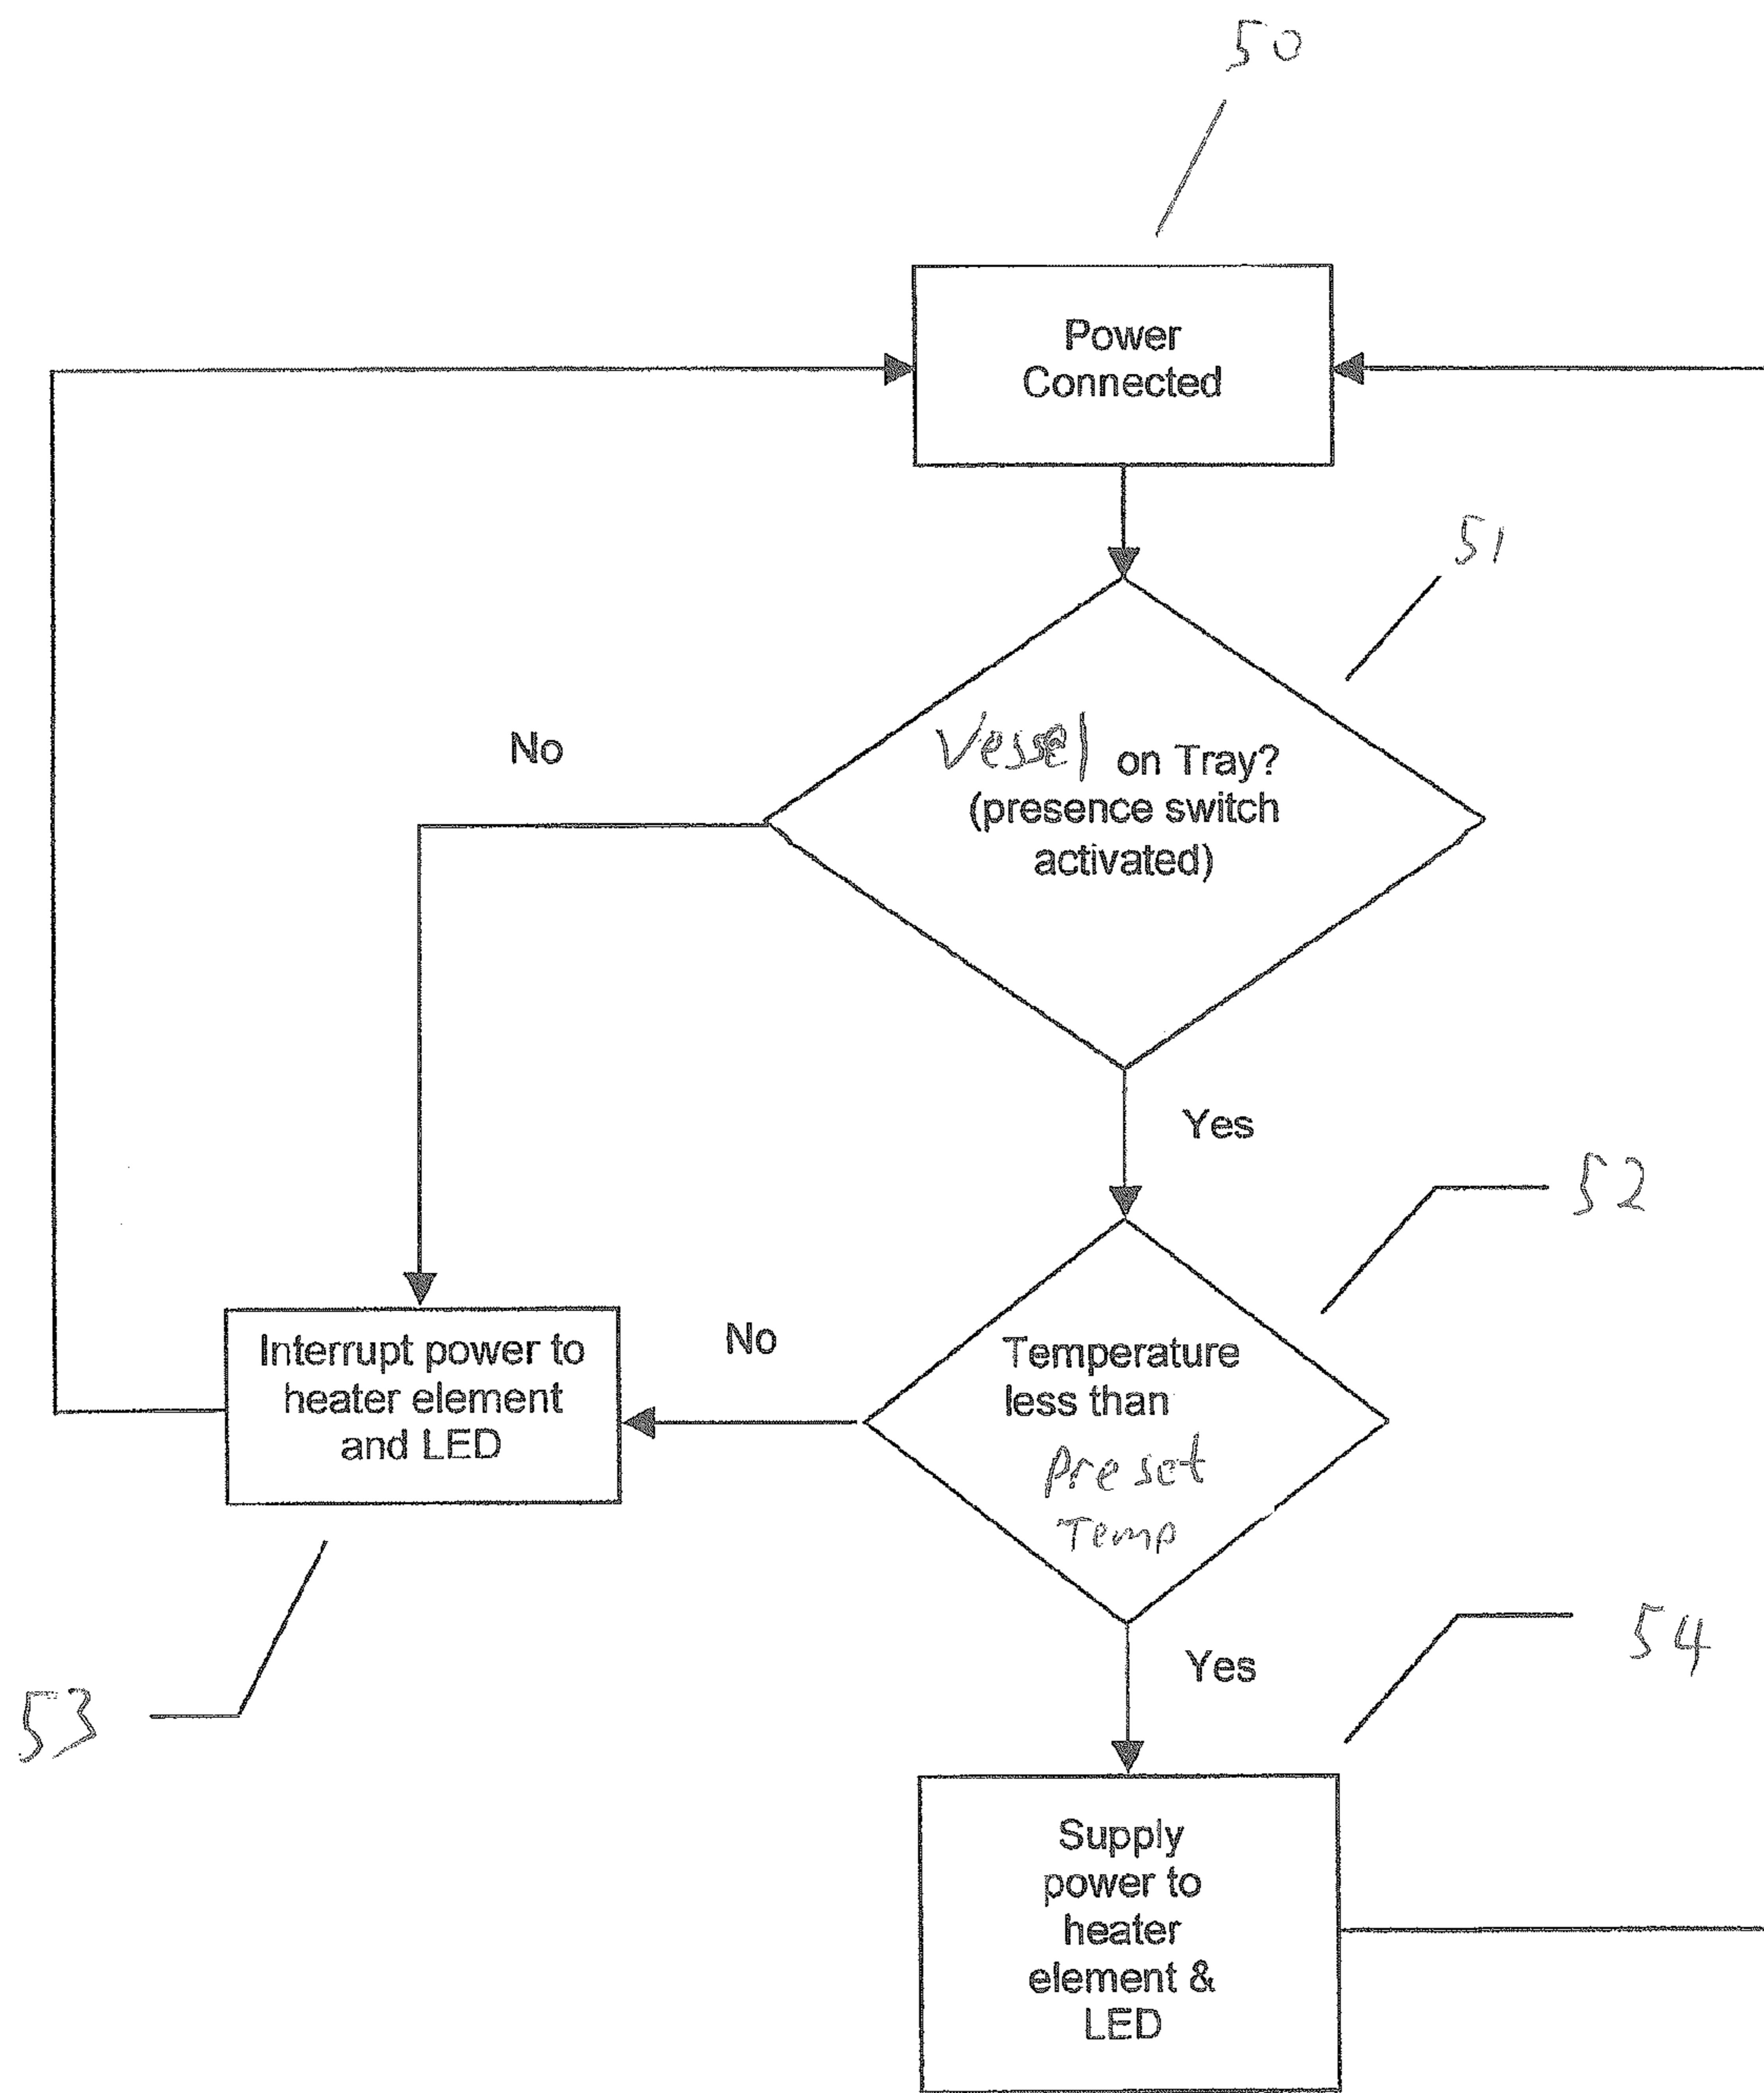 50
Power
Connected
51
No
Vessel on Tray?
(presence switch
activated)
Yes
52
Interrupt power to
heater element
and LED
No
Temperature
less than
Preset
Temp
53
Yes
54
Supply
power to
heater
element &
LED